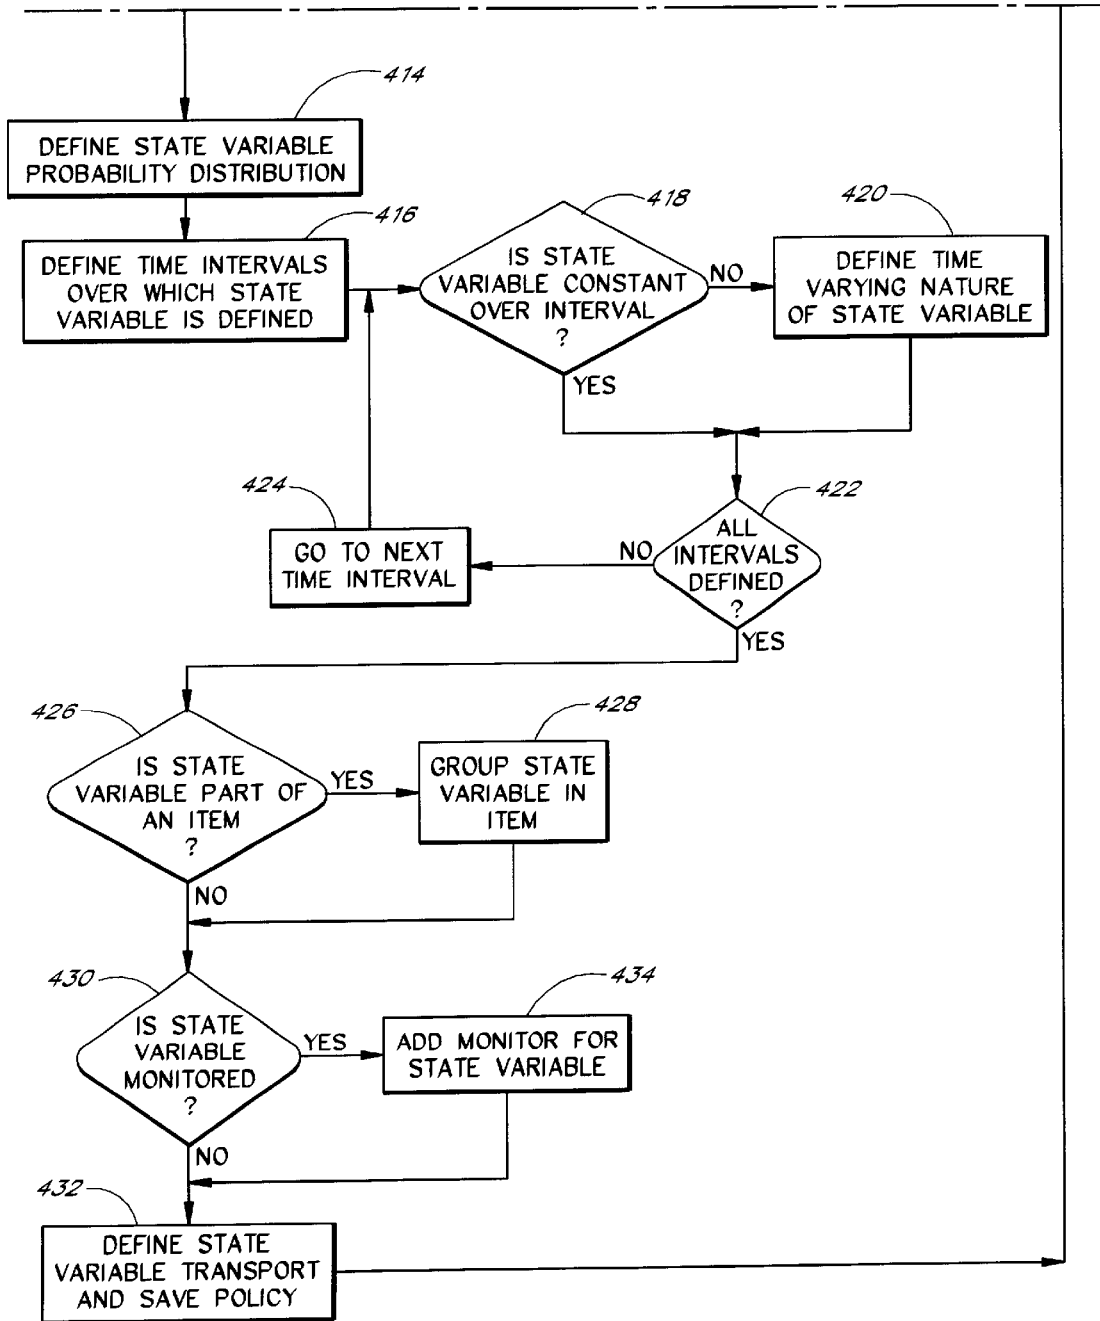 414
DEFINE STATE VARIABLE
PROBABILITY DISTRIBUTION
416
DEFINE TIME INTERVALS
OVER WHICH STATE
VARIABLE IS DEFINED
418
IS STATE
VARIABLE CONSTANT
OVER INTERVAL
?
NO
YES
420
DEFINE TIME
VARYING NATURE
OF STATE VARIABLE
422
ALL
INTERVALS
DEFINED
?
NO
YES
424
GO TO NEXT
TIME INTERVAL
426
IS STATE
VARIABLE PART OF
AN ITEM
?
YES
NO
428
GROUP STATE
VARIABLE IN
ITEM
430
IS STATE
VARIABLE
MONITORED
?
YES
NO
434
ADD MONITOR FOR
STATE VARIABLE
432
DEFINE STATE
VARIABLE TRANSPORT
AND SAVE POLICY